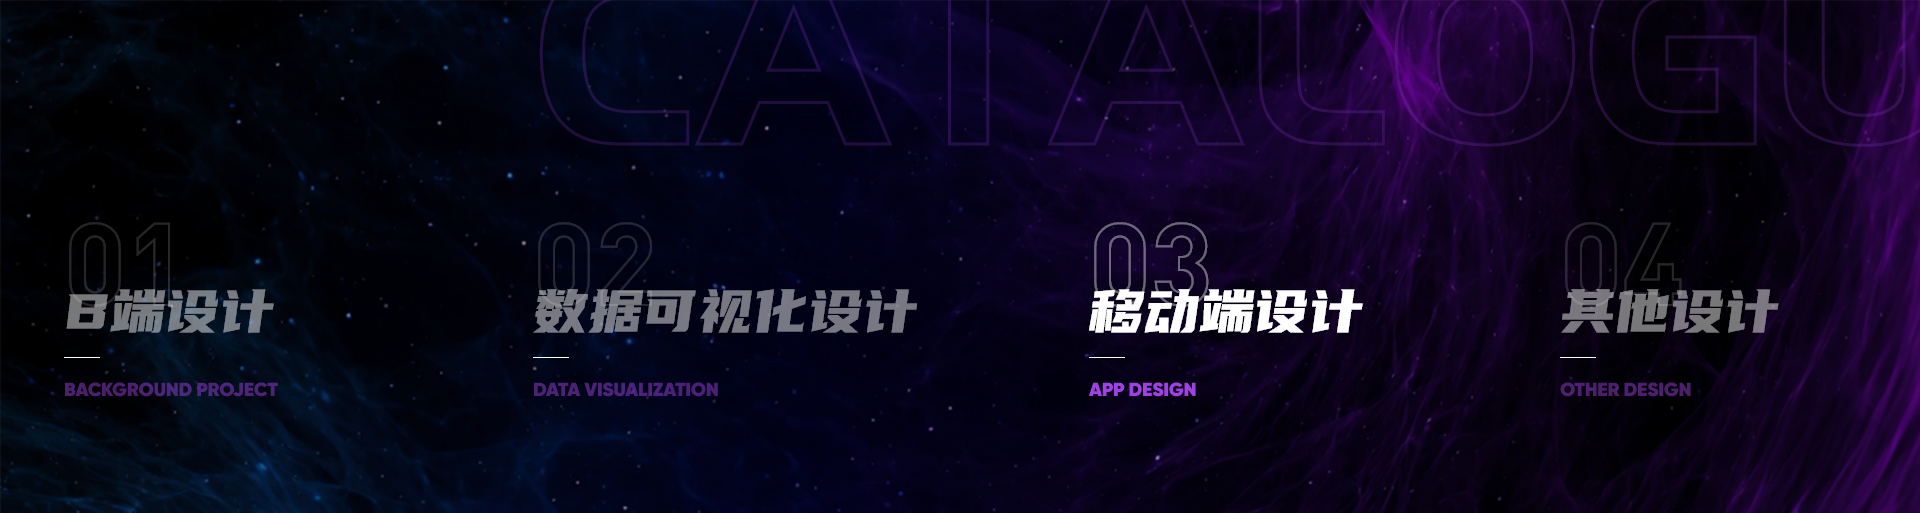 CATALOGU
01
B端设计
BACKGROUND PROJECT
02
数据可视化设计
DATA VISUALIZATION
03
移动端设计
APP DESIGN
04
其他设计
OTHER DESIGN